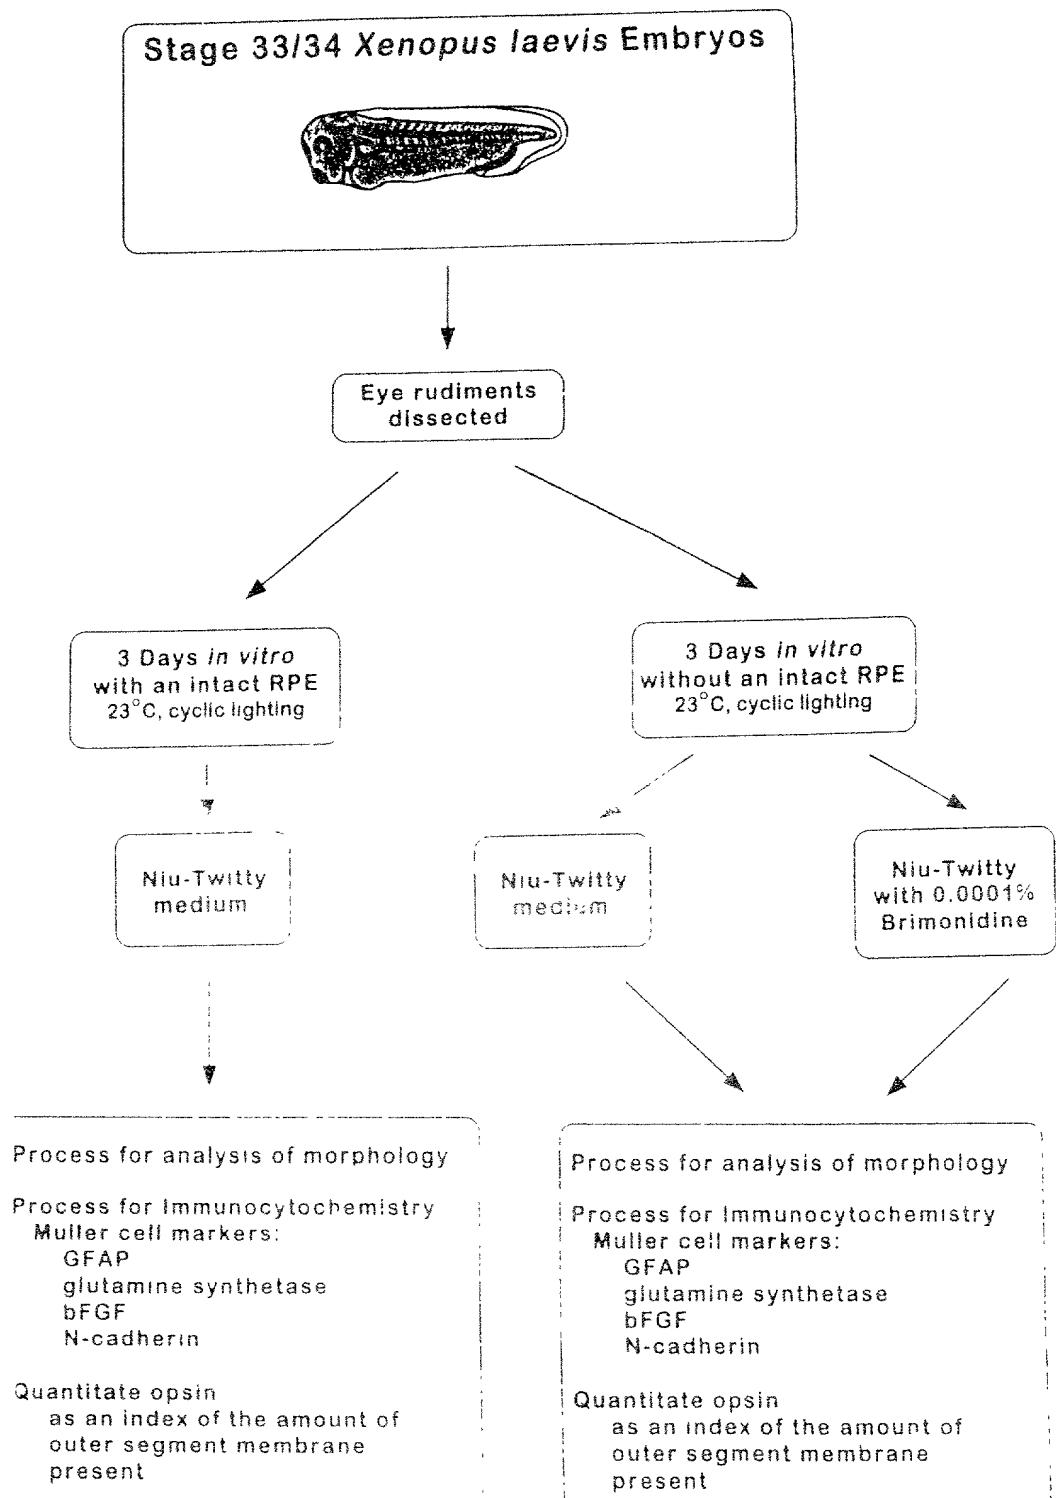 Stage 33/34 Xenopus laevis Embryos
Eye rudiments
dissected
3 Days in vitro
with an intact RPE
23°C, cyclic lighting
3 Days in vitro
without an intact RPE
23°C, cyclic lighting
Niu-Twitty
medium
Niu-Twitty
medium
Niu-Twitty
with 0.0001%
Brimonidine
Process for analysis of morphology
Process for Immunocytochemistry
Muller cell markers:
GFAP
glutamine synthetase
bFGF
N-cadherin
Quantitate opsin
as an index of the amount of
outer segment membrane
present
Process for analysis of morphology
Process for Immunocytochemistry
Muller cell markers:
GFAP
glutamine synthetase
bFGF
N-cadherin
Quantitate opsin
as an index of the amount of
outer segment membrane
present